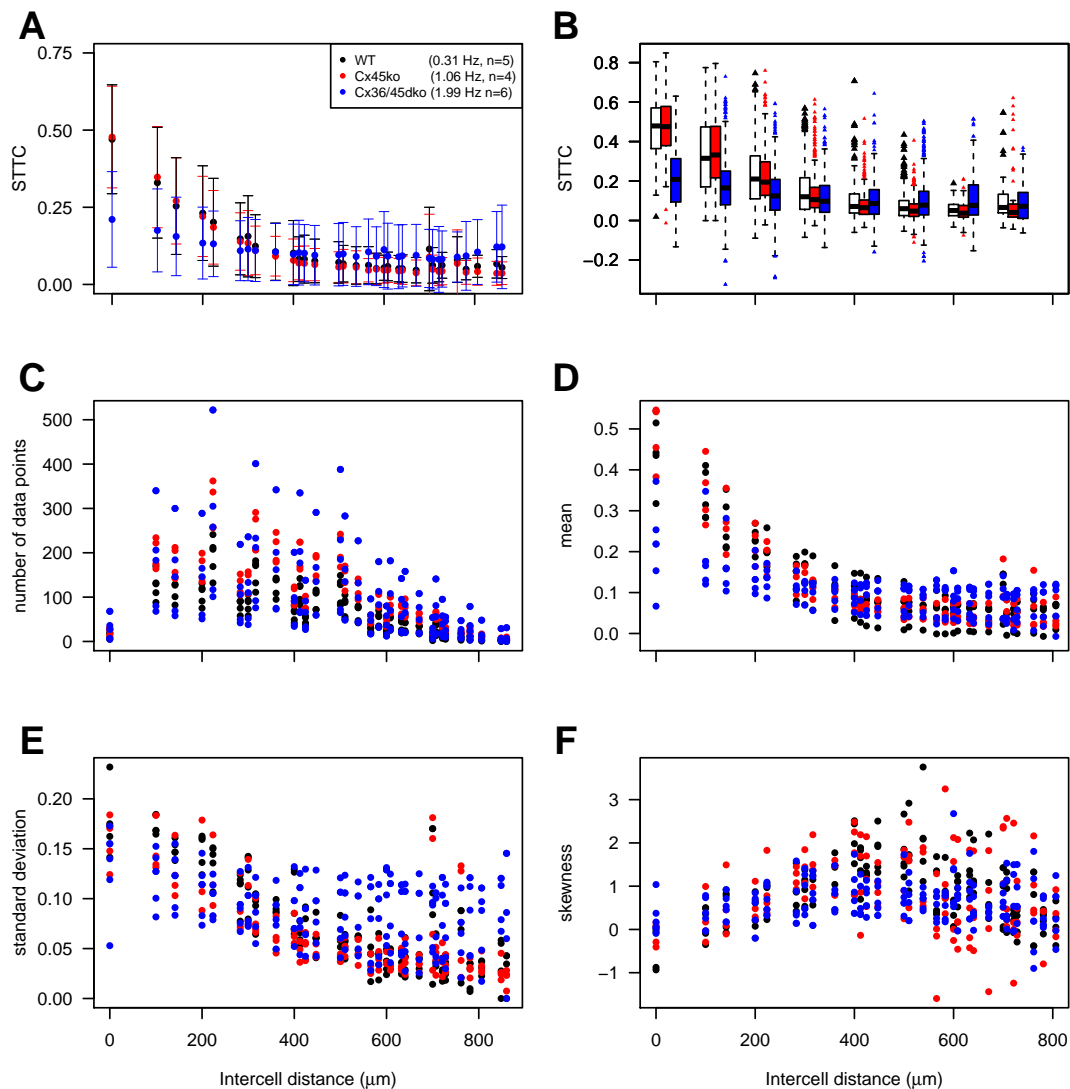 A
B
0.75
0.50
0.25
0.00
STTC
WT (0.31 Hz, n=5)
Cx45ko (1.06 Hz, n=4)
Cx36/45dko (1.99 Hz n=6)
0.8
0.6
0.4
0.2
0.0
−0.2
STTC
C
D
500
400
300
200
100
0
number of data points
0.5
0.4
0.3
0.2
0.1
0.0
mean
E
F
0.20
0.15
0.10
0.05
0.00
standard deviation
0 200 400 600 800
Intercell distance (μm)
3
2
1
0
−1
skewness
0 200 400 600 800
Intercell distance (μm)